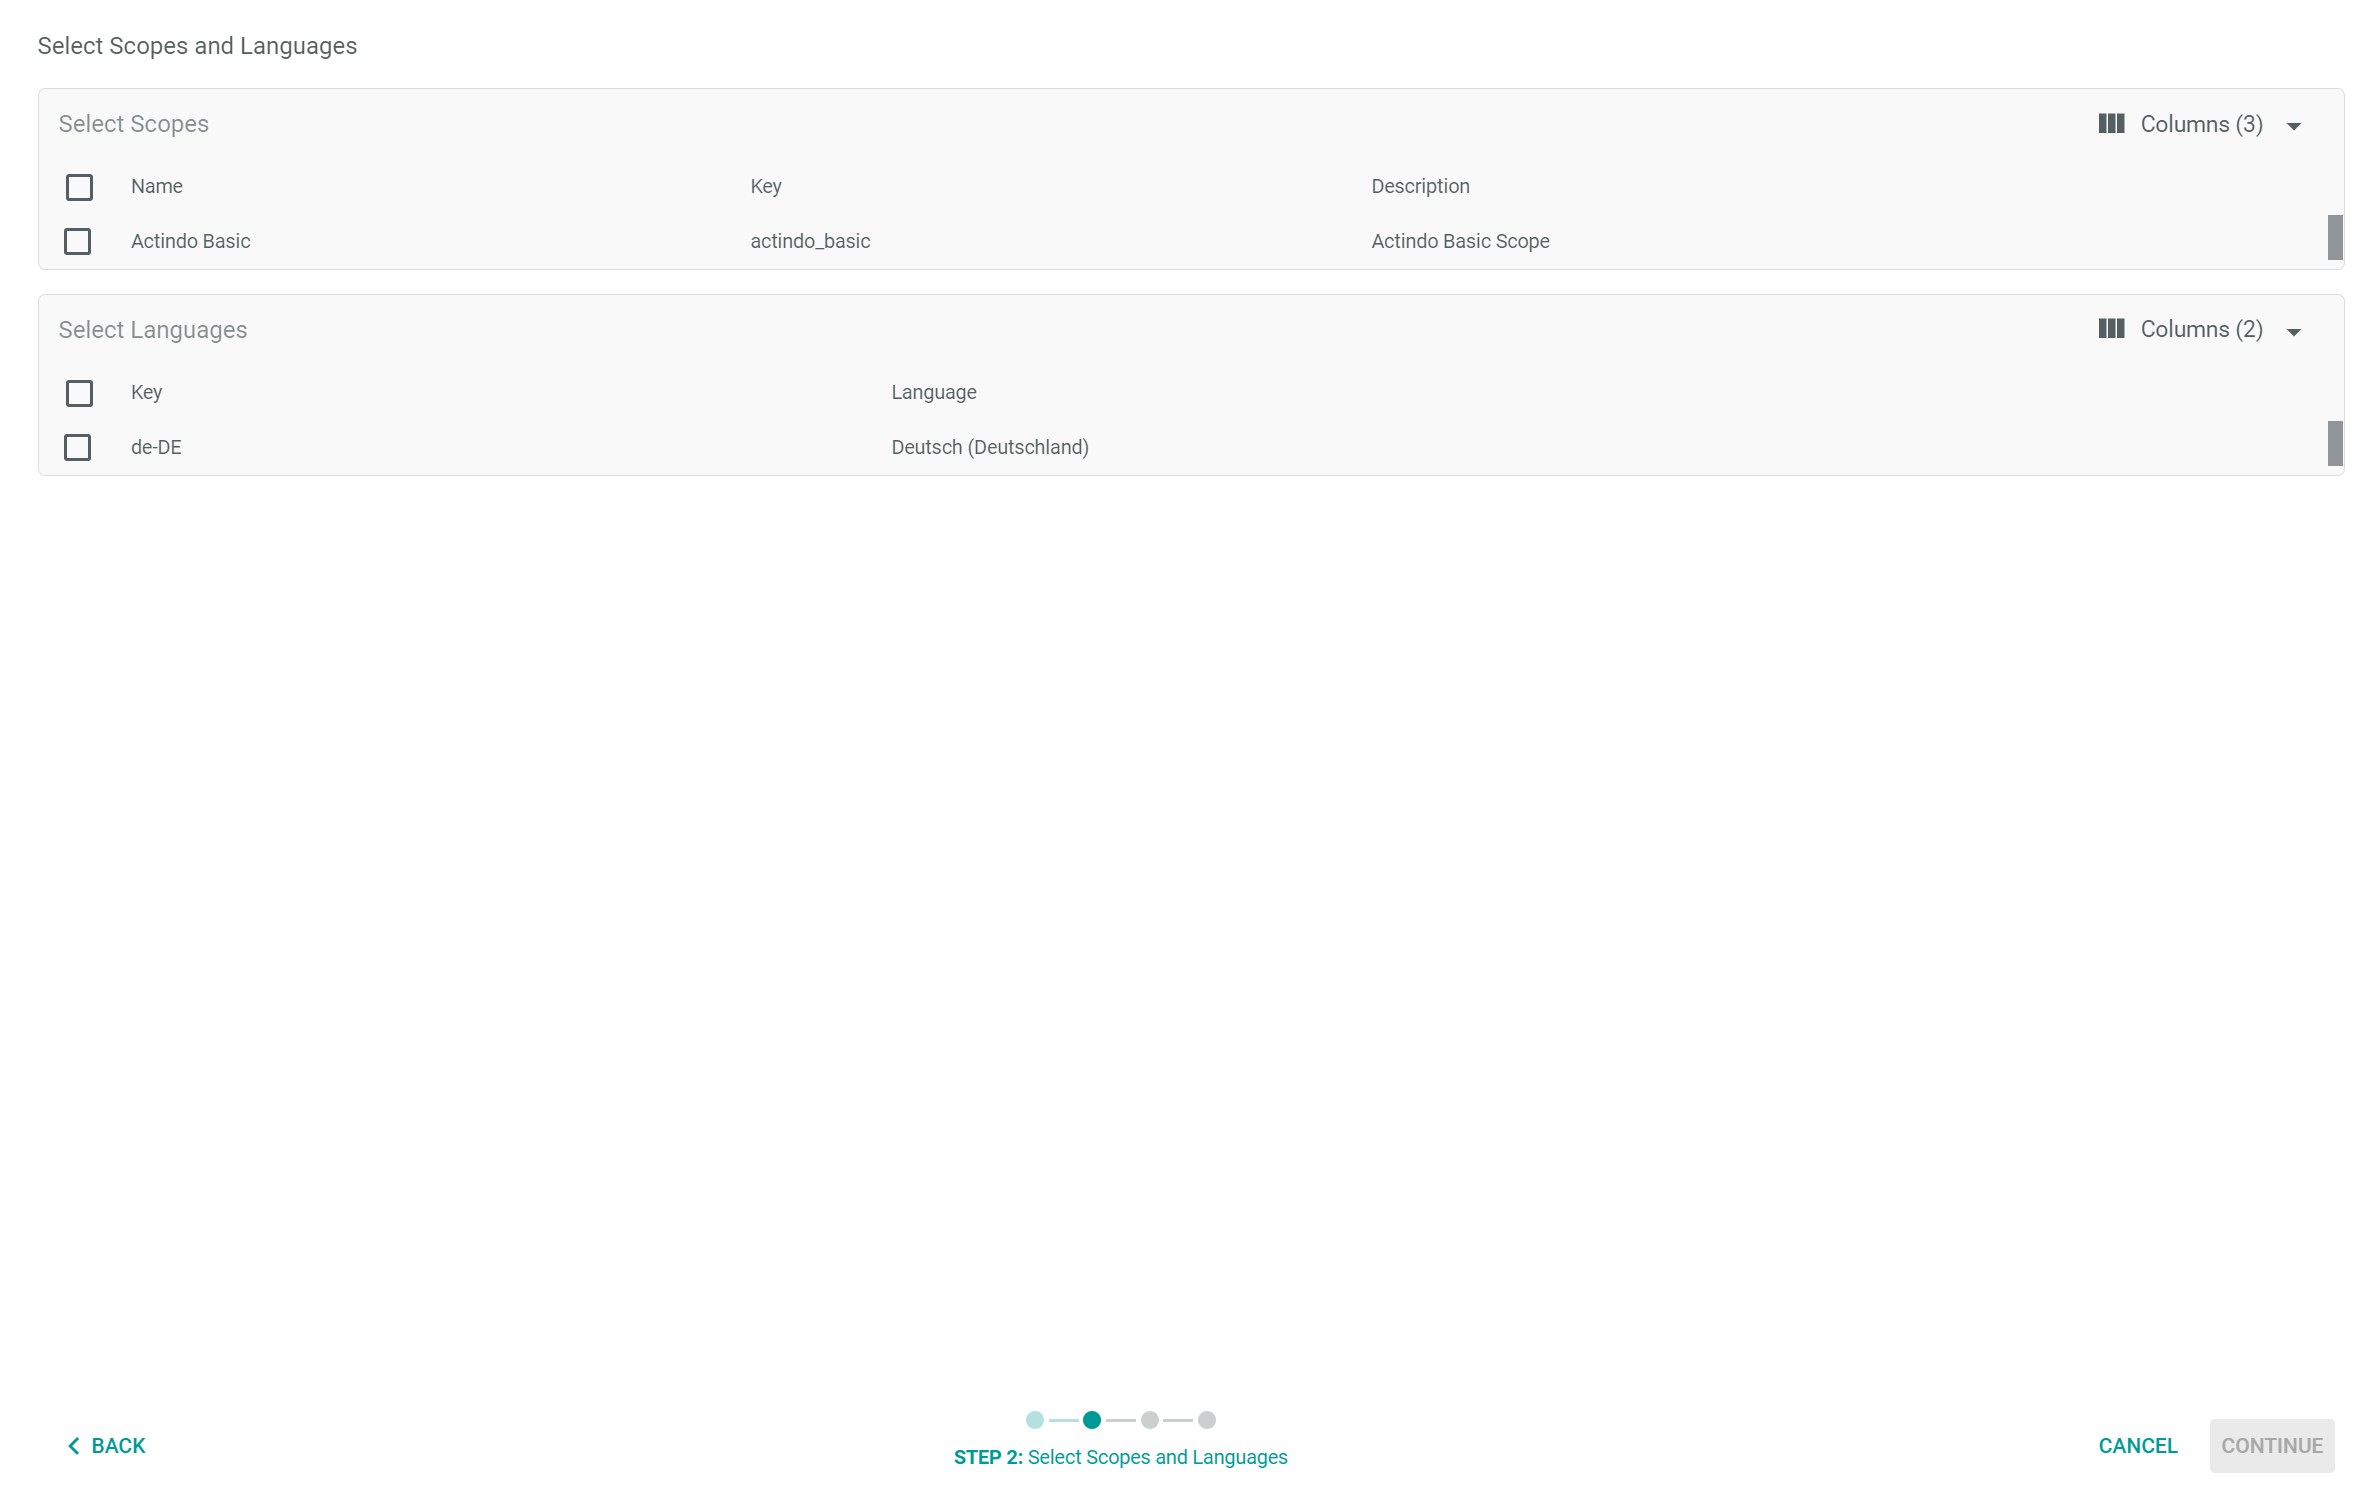 Select Scopes and Languages
Select Scopes
Columns (3)
Name Key Description
Actindo Basic actindo_basic Actindo Basic Scope
Select Languages
Columns (2)
Key Language
de-DE Deutsch (Deutschland)
BACK
STEP 2: Select Scopes and Languages
CANCEL
CONTINUE